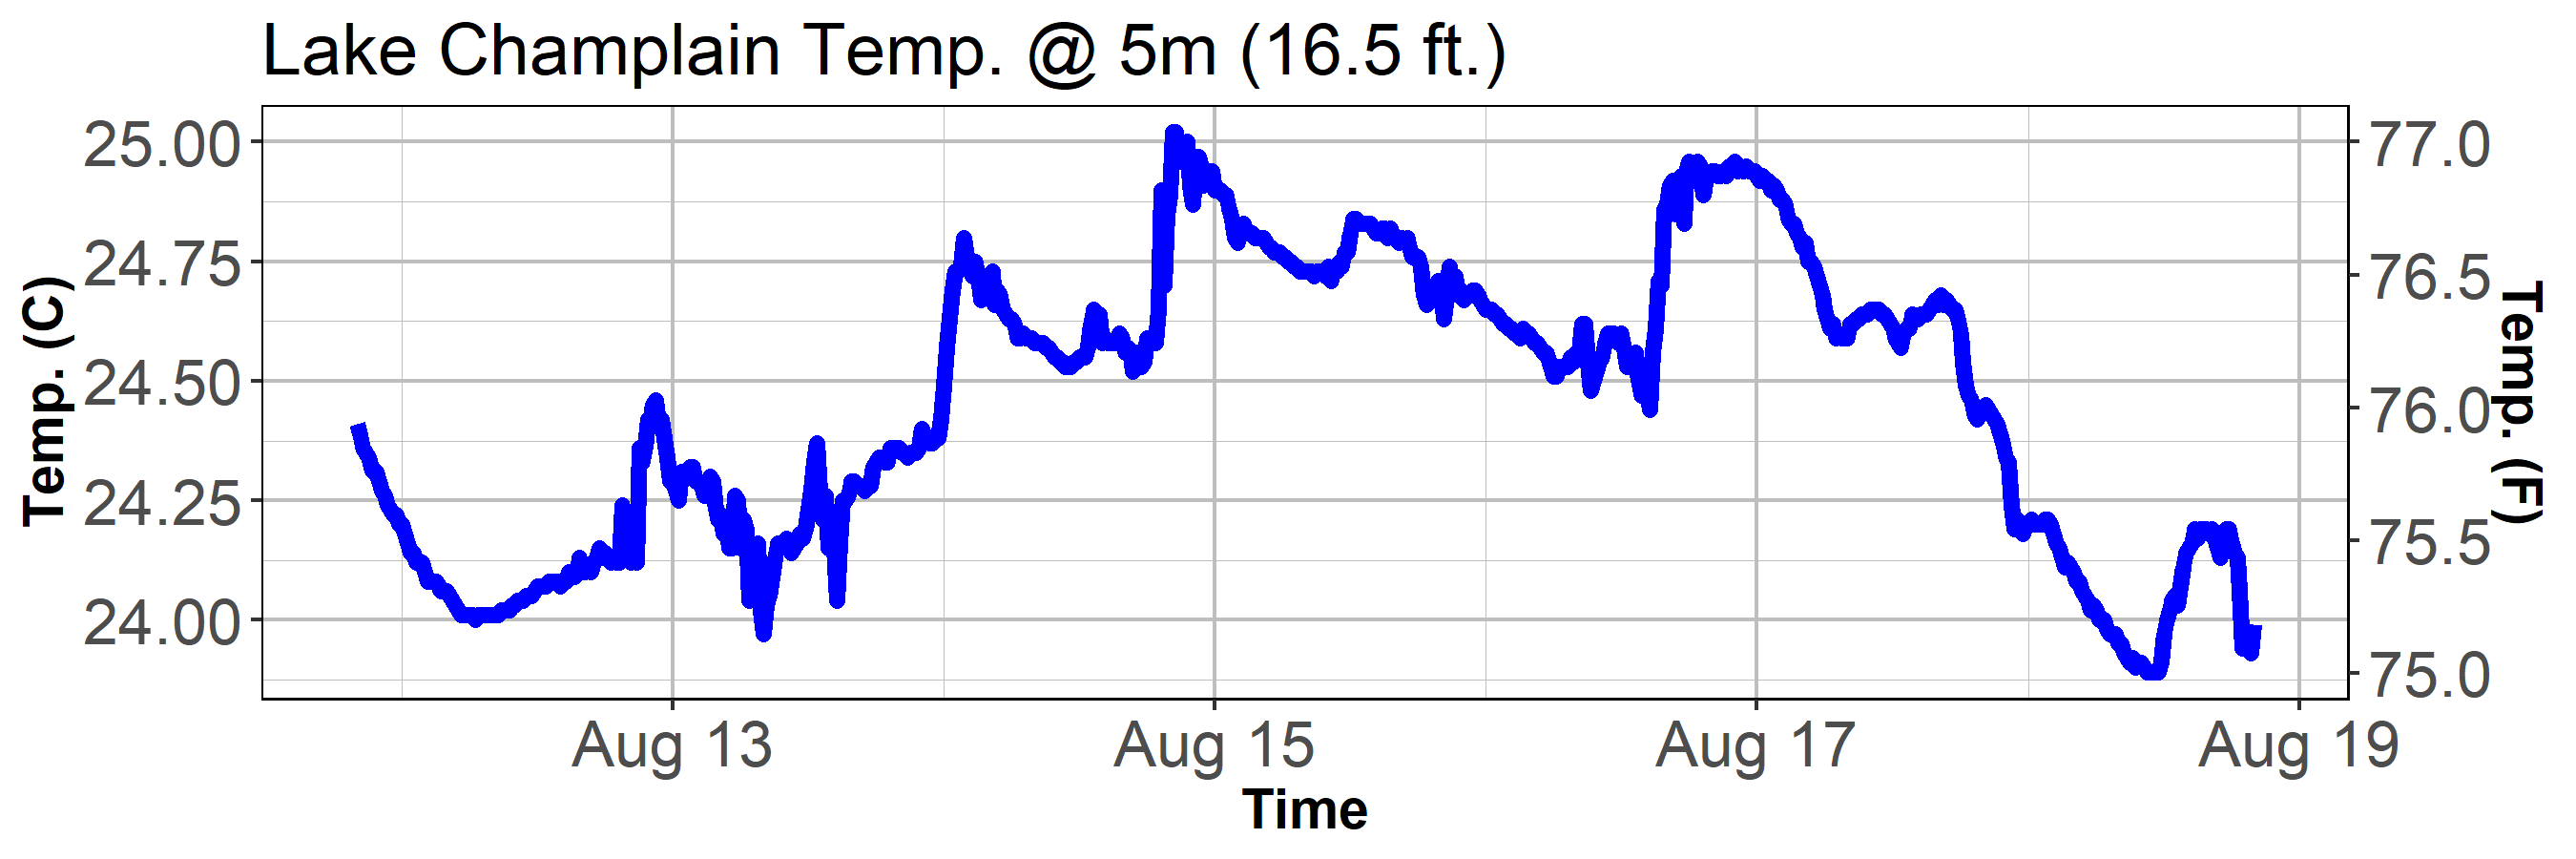 Lake Champlain Temp. @ 5m (16.5 ft.)
Temp. (C)
25.00
24.75
24.50
24.25
24.00
77.0
76.5
76.0
75.5
75.0
Temp. (F)
Aug 13 Aug 15 Aug 17 Aug 19
Time